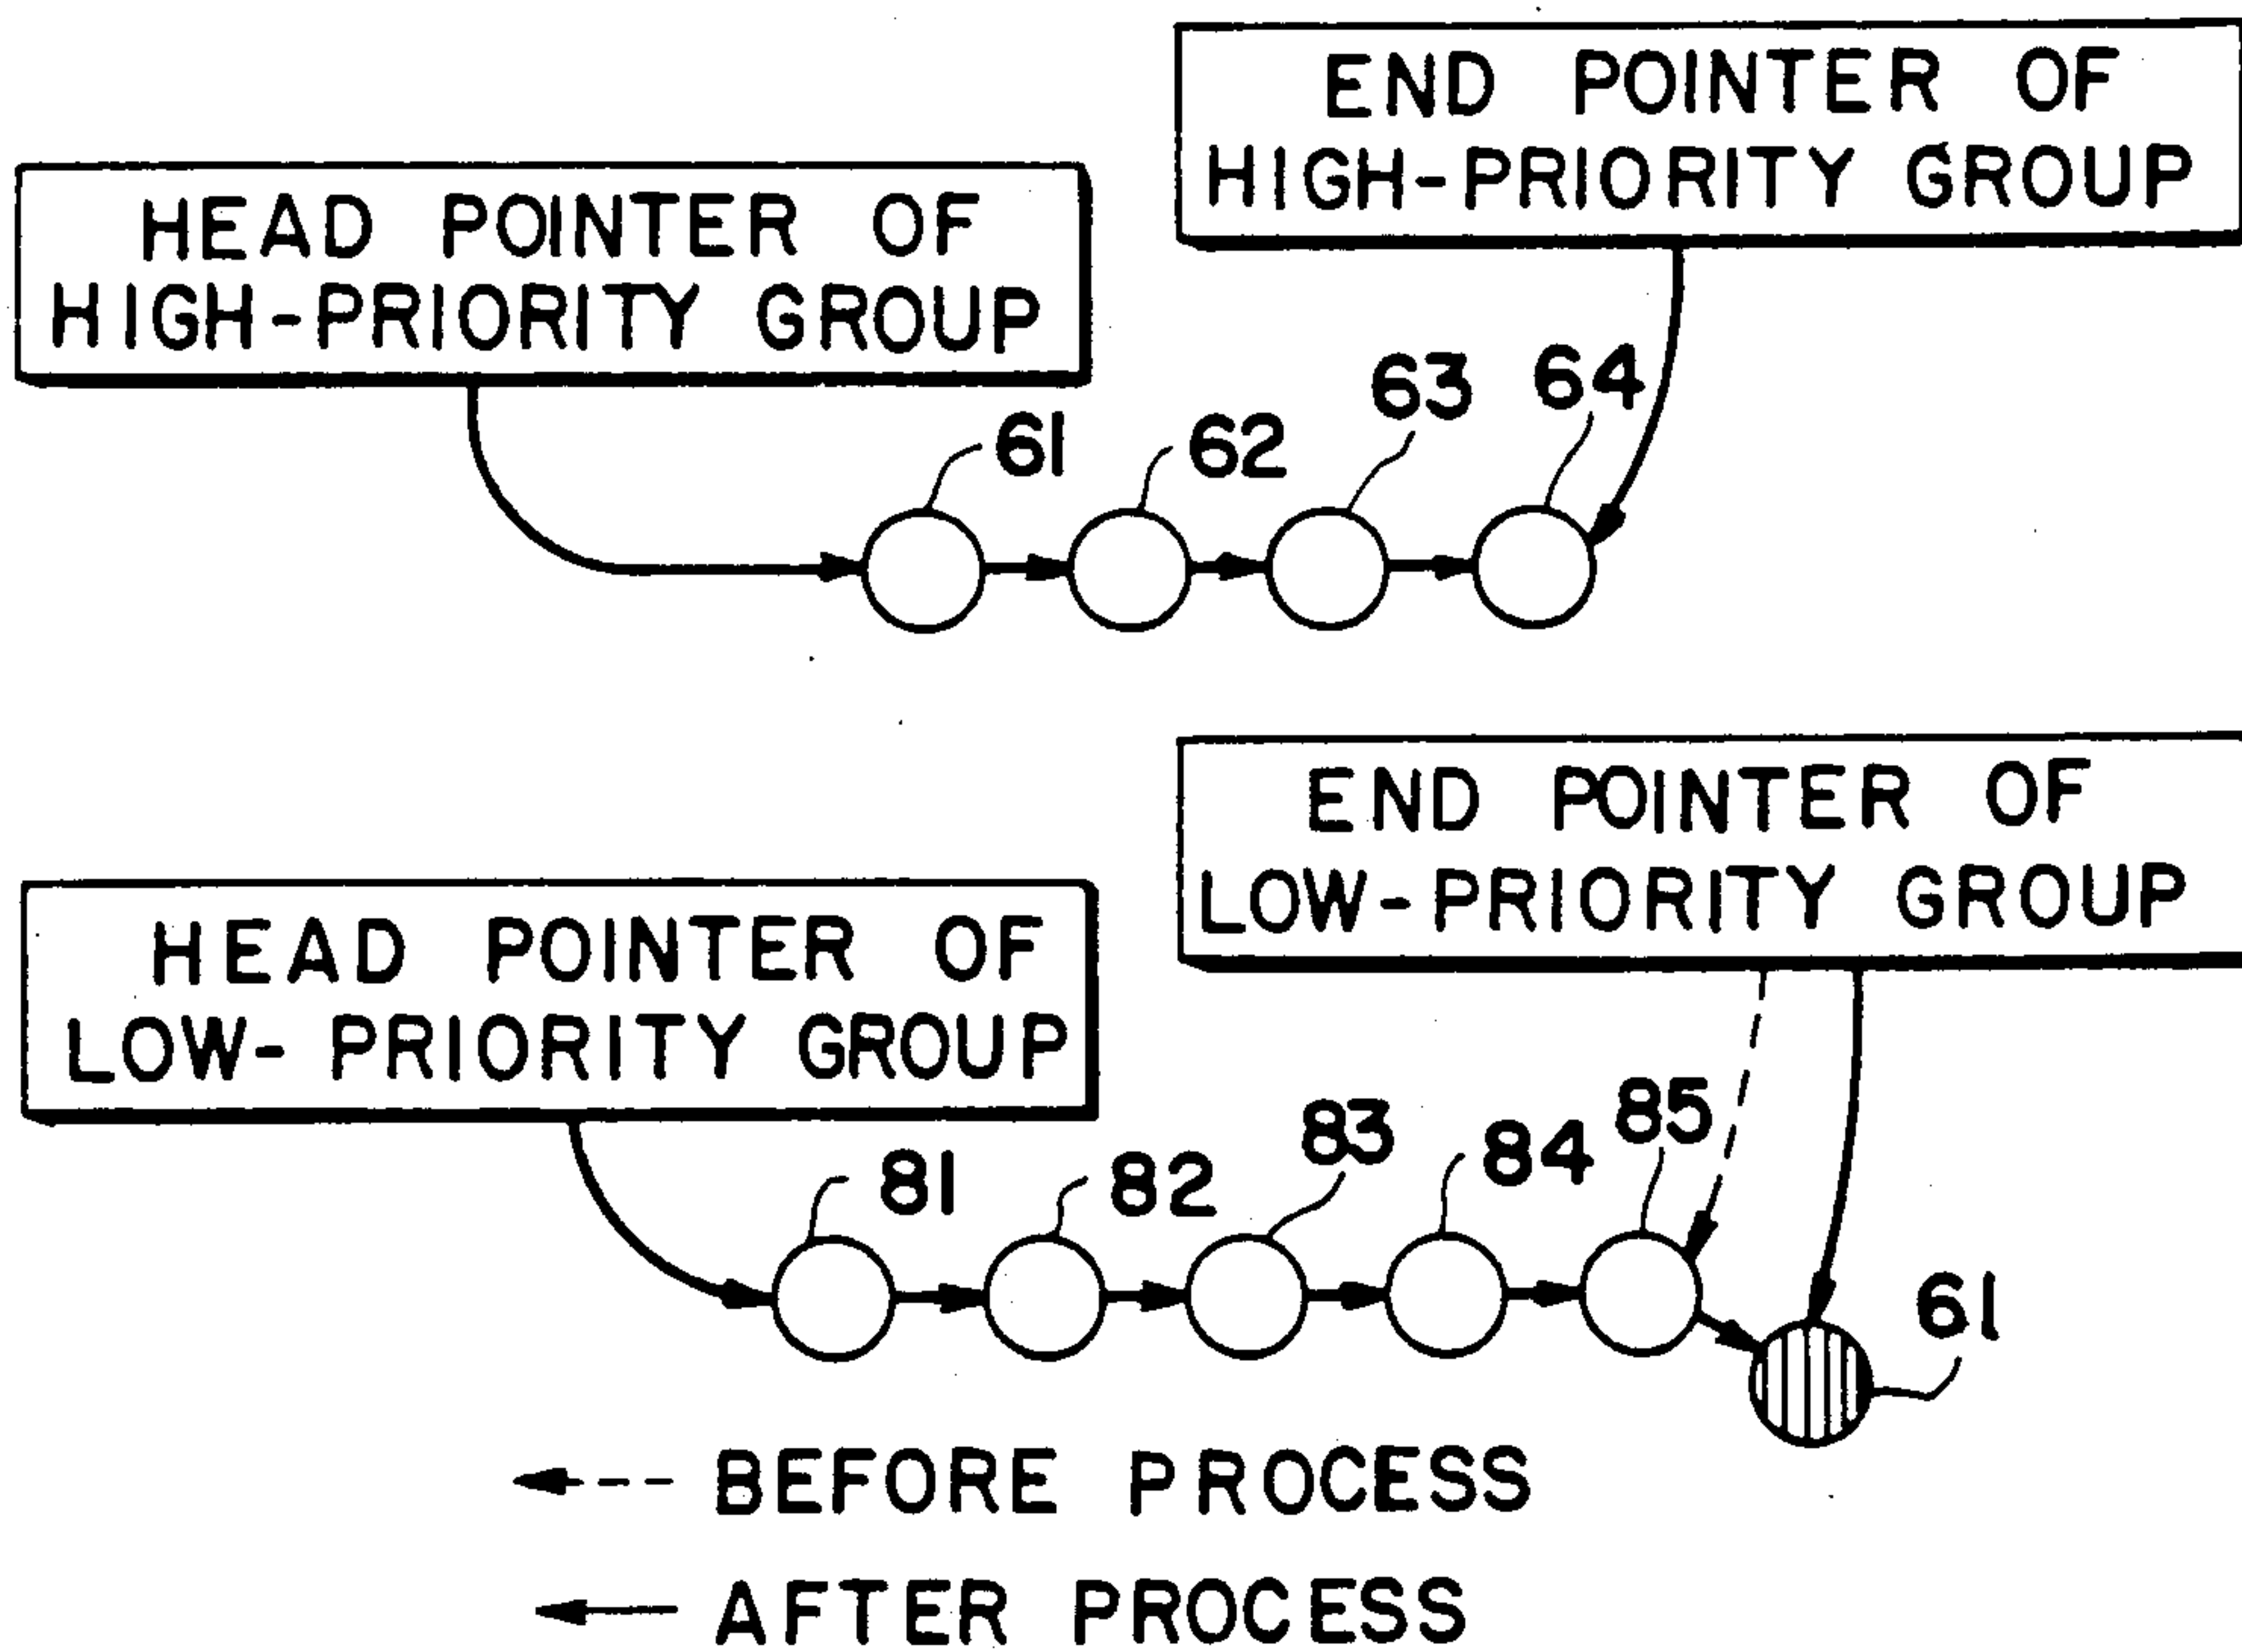 END POINTER OF
HIGH-PRIORITY GROUP
HEAD POINTER OF
HIGH-PRIORITY GROUP
61
62
63
64
END POINTER OF
LOW-PRIORITY GROUP
HEAD POINTER OF
LOW- PRIORITY GROUP
81
82
83
84
85
61
BEFORE PROCESS
AFTER PROCESS